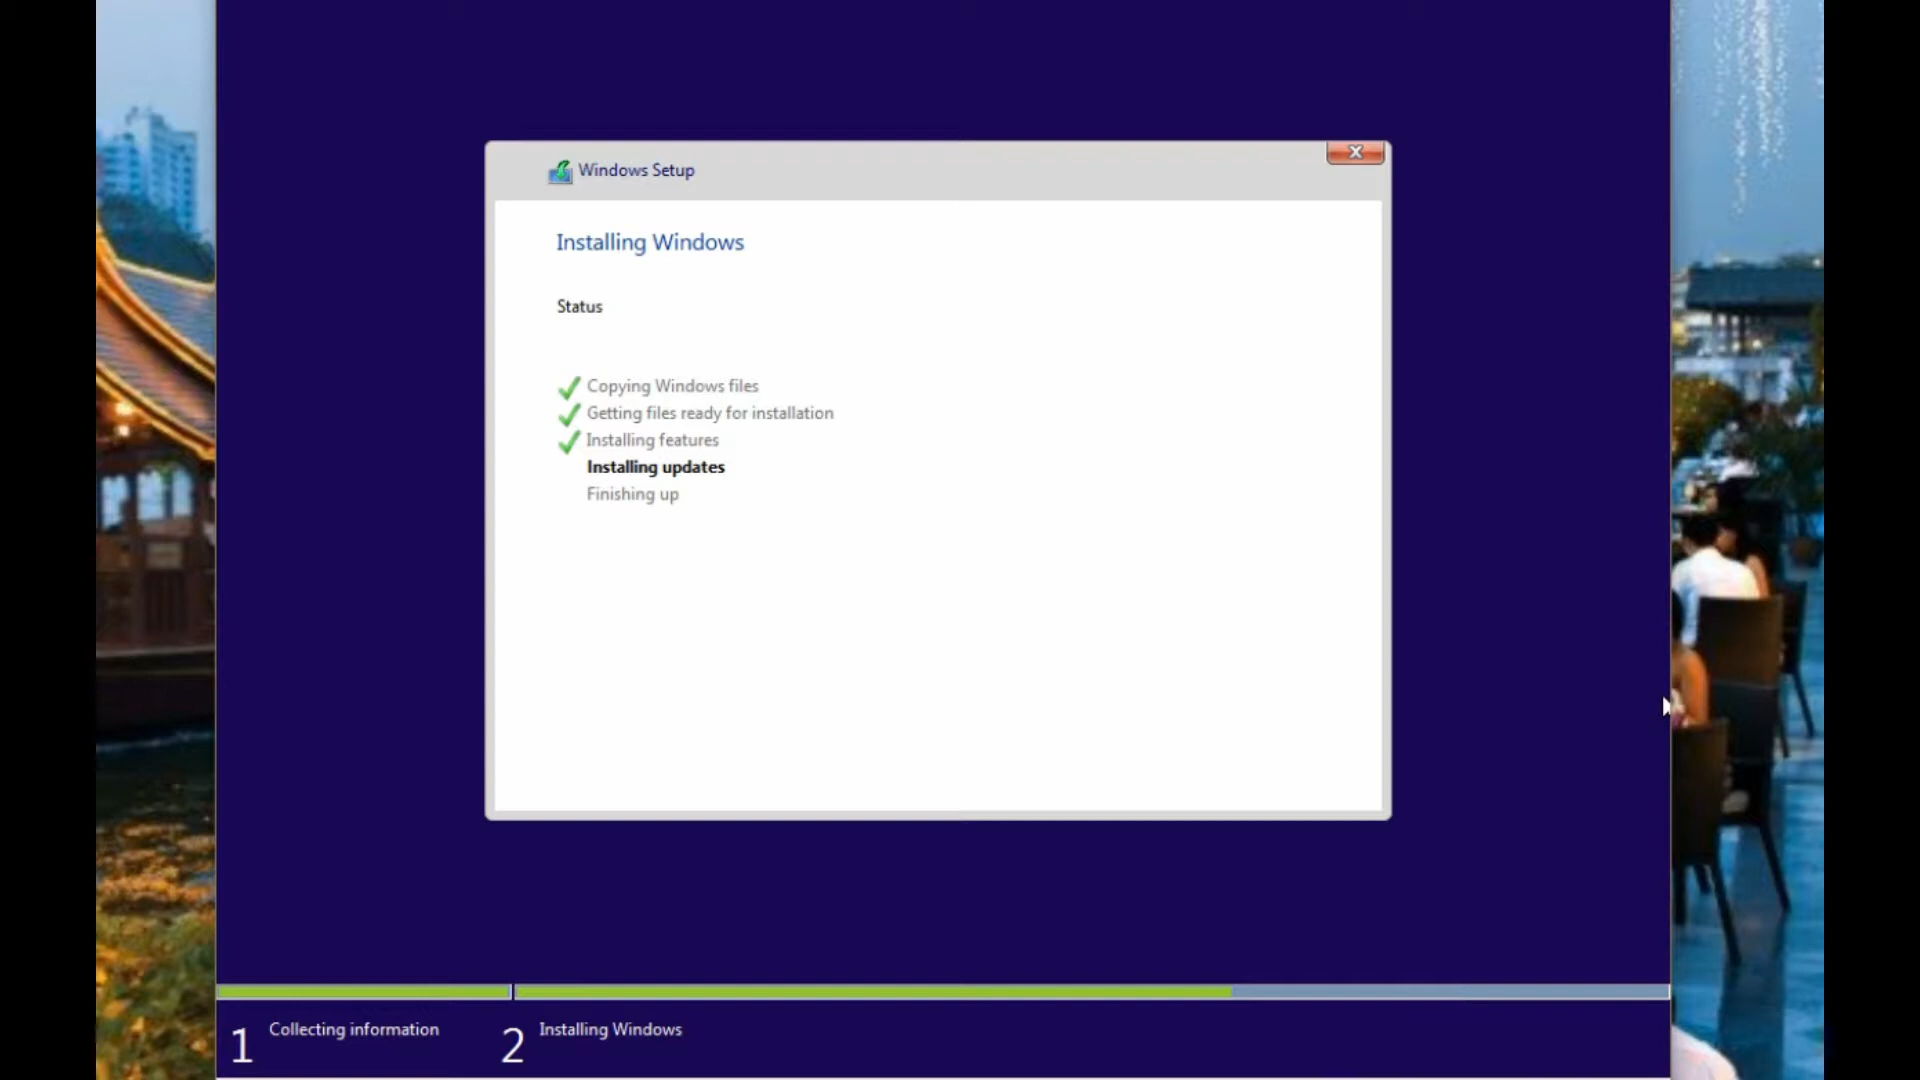 Windows Setup
Installing Windows
Status
Copying Windows files
Getting files ready for installation
Installing features
Installing updates
Finishing up
1 Collecting information
2 Installing Windows